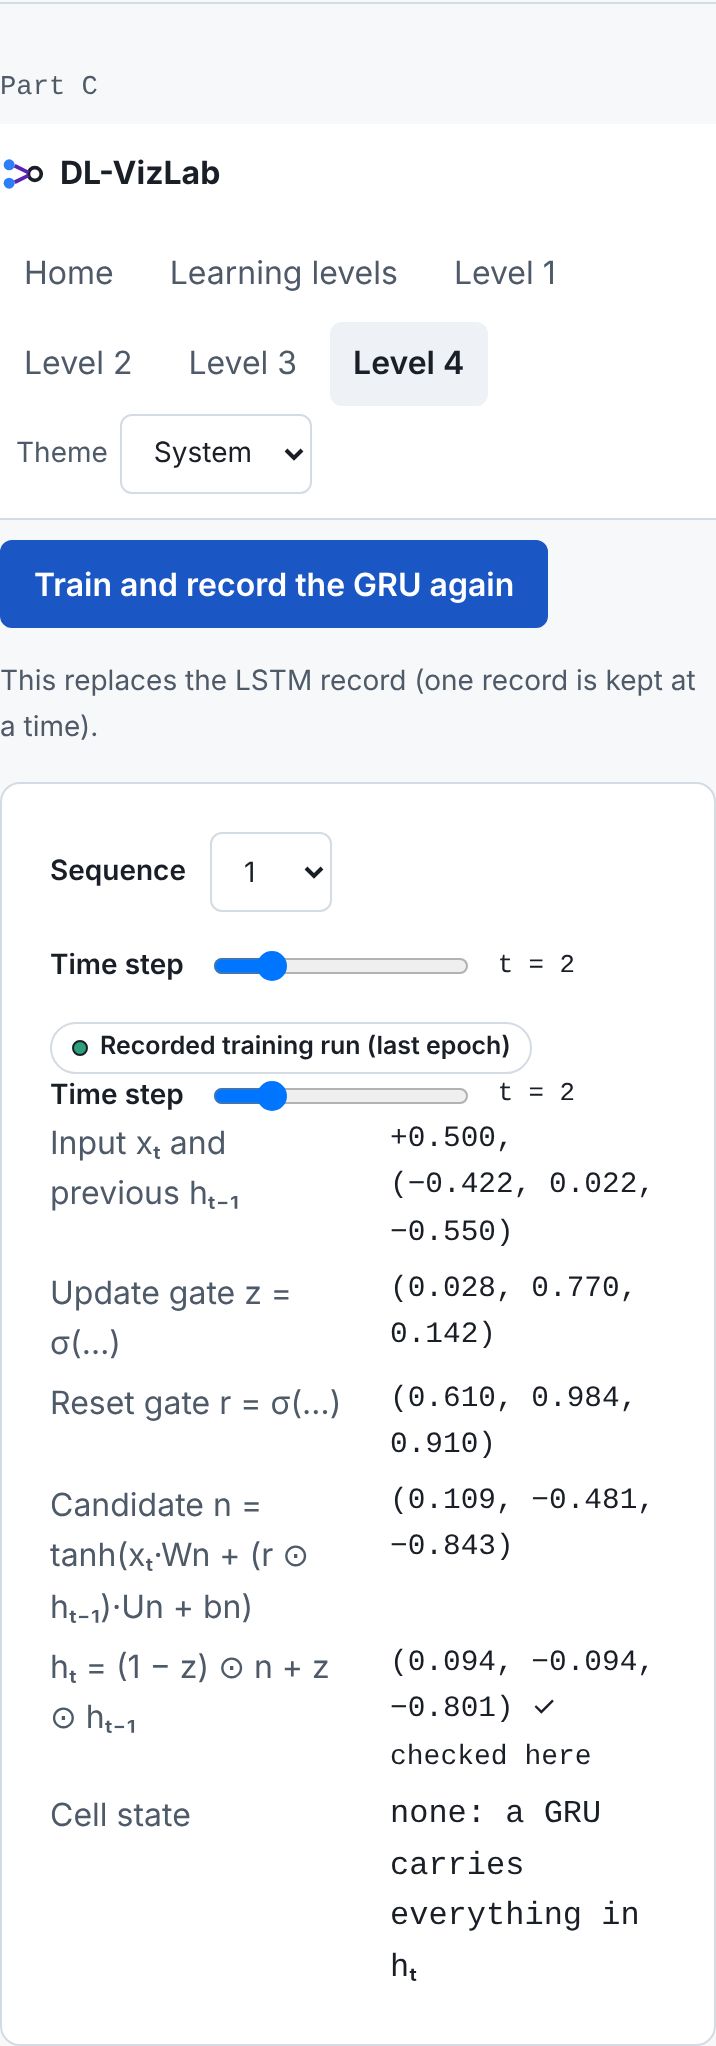 Part C
DL-VizLab
Home Learning levels Level 1
Level 2 Level 3 Level 4
Theme System
Train and record the GRU again
This replaces the LSTM record (one record is kept at
a time).
Sequence 1
Time step t = 2
Recorded training run (last epoch)
Time step t = 2
Input xₜ and
previous hₜ₋₁
+0.500,
(−0.422, 0.022,
−0.550)
Update gate z =
σ(...)
(0.028, 0.770,
0.142)
Reset gate r = σ(...)
(0.610, 0.984,
0.910)
Candidate n =
tanh(xₜ·Wn + (r ⊙
hₜ₋₁)·Un + bn)
(0.109, −0.481,
−0.843)
hₜ = (1 − z) ⊙ n + z
⊙ hₜ₋₁
(0.094, −0.094,
−0.801) ✓
checked here
Cell state
none: a GRU
carries
everything in
hₜ